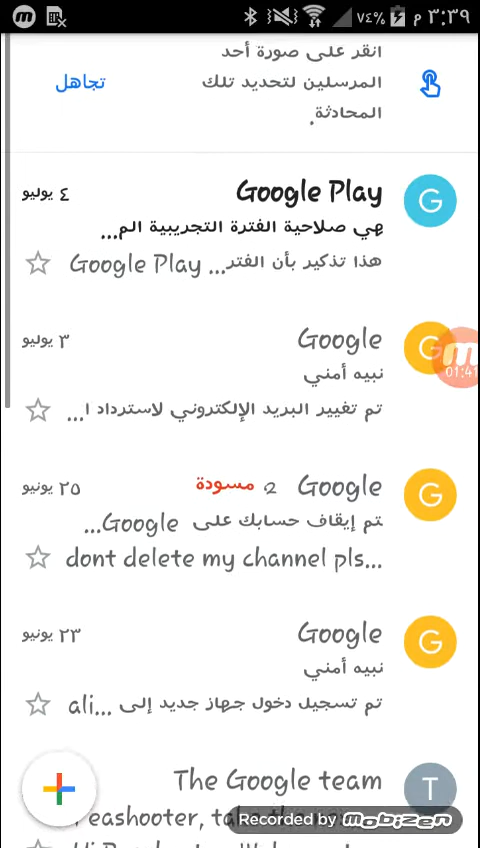 ٧٤% م ٣:٣٩
انقر على صورة أحد
المرسلين لتحديد تلك
المحادثة.
تجاهل
Google Play ٤ يوليو
هي صلاحية الفترة التجريبية الم...
هذا تذكير بأن الفتر... Google Play
Google ٣ يوليو
نبيه أمني
تم تغيير البريد الإلكتروني لاسترداد ا...
01:41
Google 2 مسودة ٢٥ يونيو
تم إيقاف حسابك على Google...
dont delete my channel pls...
Google ٢٣ يونيو
نبيه أمني
تم تسجيل دخول جهاز جديد إلى ali...
The Google team
Recorded by Mobizen